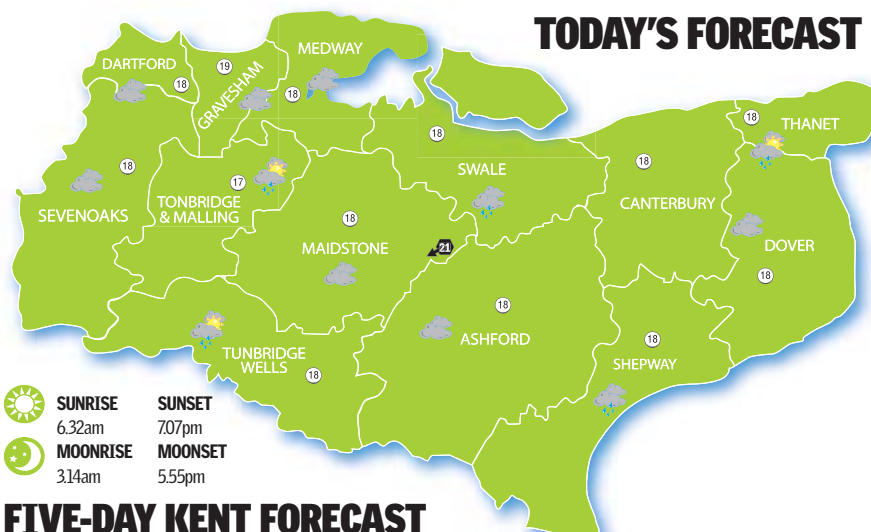 TODAY'S FORECAST
MEDWAY
DARTFORD
19
18
GRAVESHAM
18
18
THANET
18
18
SWALE
18
17
TONBRIDGE
& MALLING
SEVENOAKS
CANTERBURY
18
MAIDSTONE
21
DOVER
18
18
ASHFORD
18
SHEPWAY
TUNBRIDGE
WELLS
18
SUNRISE SUNSET
6.32am 7.07pm
MOONRISE MOONSET
3.14am 5.55pm
FIVE-DAY KENT FORECAST